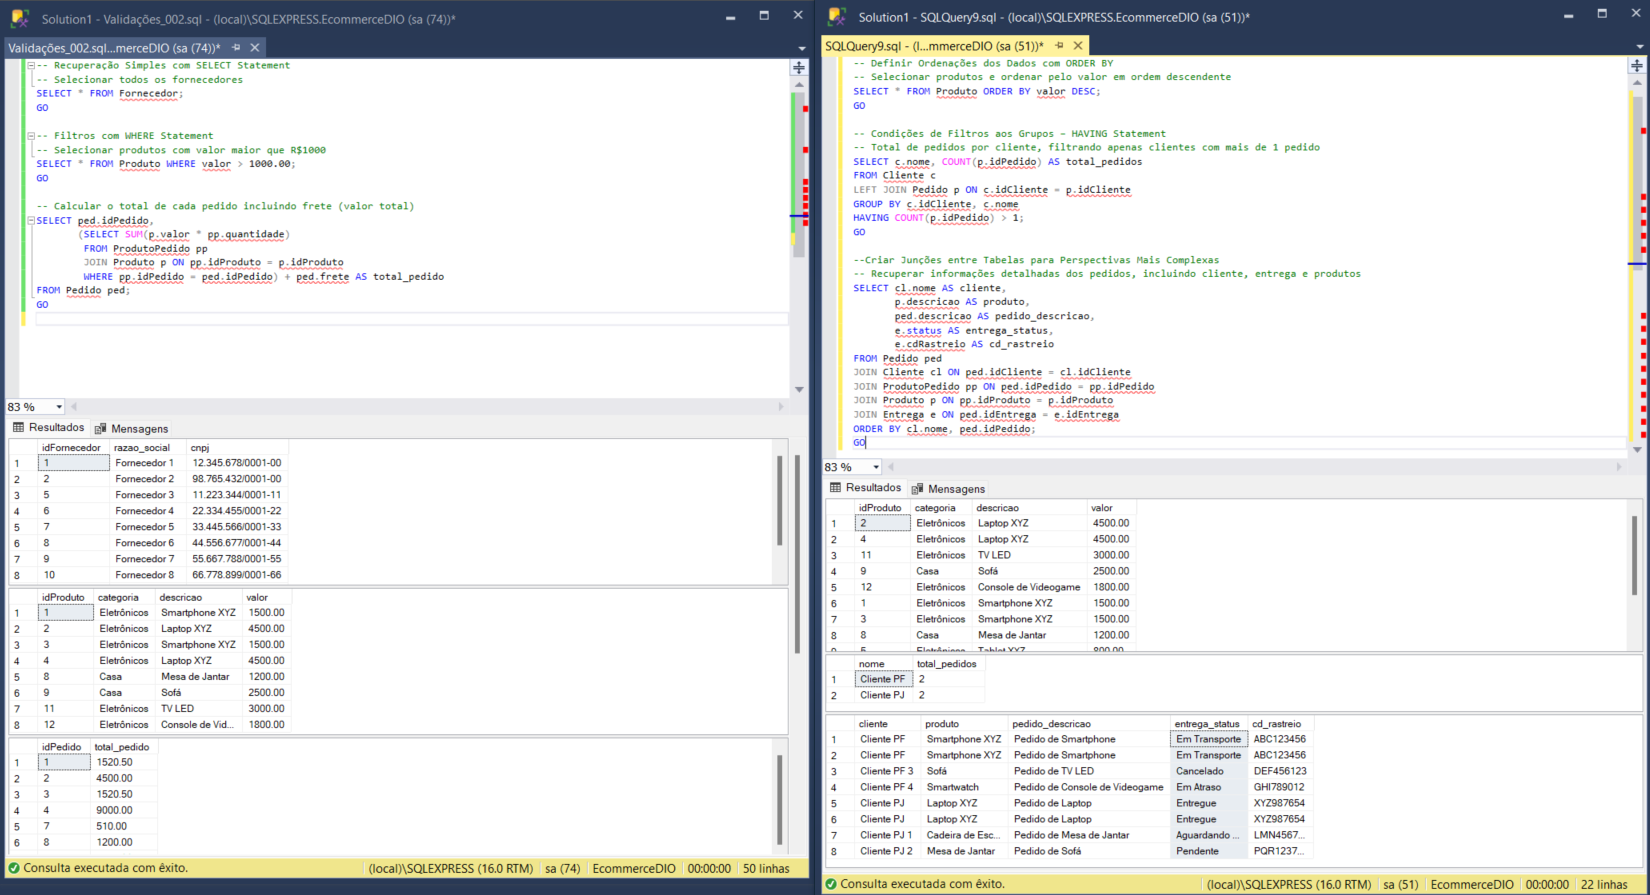 Solution1 - Validações_002.sql - (local)\SQLEXPRESS.EcommerceDIO (sa (74))*
Validações_002.sql...merceDIO (sa (74))*
-- Recuperação Simples com SELECT Statement
-- Selecionar todos os fornecedores
SELECT * FROM Fornecedor;
GO
-- Filtros com WHERE Statement
-- Selecionar produtos com valor maior que R$1000
SELECT * FROM Produto WHERE valor > 1000.00;
GO
-- Calcular o total de cada pedido incluindo frete (valor total)
SELECT ped.idPedido,
(SELECT SUM(p.valor * pp.quantidade)
FROM ProdutoPedido pp
JOIN Produto p ON pp.idProduto = p.idProduto
WHERE pp.idPedido = ped.idPedido) + ped.frete AS total_pedido
FROM Pedido ped;
GO
83 %
Resultados Mensagens
idFornecedor razao_social cnpj
1 1 Fornecedor 1 12.345.678/0001-00
2 2 Fornecedor 2 98.765.432/0001-00
3 5 Fornecedor 3 11.223.344/0001-11
4 6 Fornecedor 4 22.334.455/0001-22
5 7 Fornecedor 5 33.445.566/0001-33
6 8 Fornecedor 6 44.556.677/0001-44
7 9 Fornecedor 7 55.667.788/0001-55
8 10 Fornecedor 8 66.778.899/0001-66
idProduto categoria descricao valor
1 1 Eletrônicos Smartphone XYZ 1500.00
2 2 Eletrônicos Laptop XYZ 4500.00
3 3 Eletrônicos Smartphone XYZ 1500.00
4 4 Eletrônicos Laptop XYZ 4500.00
5 8 Casa Mesa de Jantar 1200.00
6 9 Casa Sofá 2500.00
7 11 Eletrônicos TV LED 3000.00
8 12 Eletrônicos Console de Vid... 1800.00
idPedido total_pedido
1 1 1520.50
2 2 4500.00
3 3 1520.50
4 4 9000.00
5 7 510.00
6 8 1200.00
Consulta executada com êxito. (local)\SQLEXPRESS (16.0 RTM) sa (74) EcommerceDIO 00:00:00 50 linhas
Solution1 - SQLQuery9.sql - (local)\SQLEXPRESS.EcommerceDIO (sa (51))*
SQLQuery9.sql - (l...mmerceDIO (sa (51))*
-- Definir Ordenações dos Dados com ORDER BY
-- Selecionar produtos e ordenar pelo valor em ordem descendente
SELECT * FROM Produto ORDER BY valor DESC;
GO
-- Condições de Filtros aos Grupos – HAVING Statement
-- Total de pedidos por cliente, filtrando apenas clientes com mais de 1 pedido
SELECT c.nome, COUNT(p.idPedido) AS total_pedidos
FROM Cliente c
LEFT JOIN Pedido p ON c.idCliente = p.idCliente
GROUP BY c.idCliente, c.nome
HAVING COUNT(p.idPedido) > 1;
GO
--Criar Junções entre Tabelas para Perspectivas Mais Complexas
-- Recuperar informações detalhadas dos pedidos, incluindo cliente, entrega e produtos
SELECT cl.nome AS cliente,
p.descricao AS produto,
ped.descricao AS pedido_descricao,
e.status AS entrega_status,
e.cdRastreio AS cd_rastreio
FROM Pedido ped
JOIN Cliente cl ON ped.idCliente = cl.idCliente
JOIN ProdutoPedido pp ON ped.idPedido = pp.idPedido
JOIN Produto p ON pp.idProduto = p.idProduto
JOIN Entrega e ON ped.idEntrega = e.idEntrega
ORDER BY cl.nome, ped.idPedido;
GO
83 %
Resultados Mensagens
idProduto categoria descricao valor
1 2 Eletrônicos Laptop XYZ 4500.00
2 4 Eletrônicos Laptop XYZ 4500.00
3 11 Eletrônicos TV LED 3000.00
4 9 Casa Sofá 2500.00
5 12 Eletrônicos Console de Videogame 1800.00
6 1 Eletrônicos Smartphone XYZ 1500.00
7 3 Eletrônicos Smartphone XYZ 1500.00
8 8 Casa Mesa de Jantar 1200.00
9 5 Eletrônicos Tablet XYZ 800.00
nome total_pedidos
1 Cliente PF 2
2 Cliente PJ 2
cliente produto pedido_descricao entrega_status cd_rastreio
1 Cliente PF Smartphone XYZ Pedido de Smartphone Em Transporte ABC123456
2 Cliente PF Smartphone XYZ Pedido de Smartphone Em Transporte ABC123456
3 Cliente PF 3 Sofá Pedido de TV LED Cancelado DEF456123
4 Cliente PF 4 Smartwatch Pedido de Console de Videogame Em Atraso GHI789012
5 Cliente PJ Laptop XYZ Pedido de Laptop Entregue XYZ987654
6 Cliente PJ Laptop XYZ Pedido de Laptop Entregue XYZ987654
7 Cliente PJ 1 Cadeira de Esc... Pedido de Mesa de Jantar Aguardando ... LMN4567...
8 Cliente PJ 2 Mesa de Jantar Pedido de Sofá Pendente PQR1237...
Consulta executada com êxito. (local)\SQLEXPRESS (16.0 RTM) sa (51) EcommerceDIO 00:00:00 22 linhas